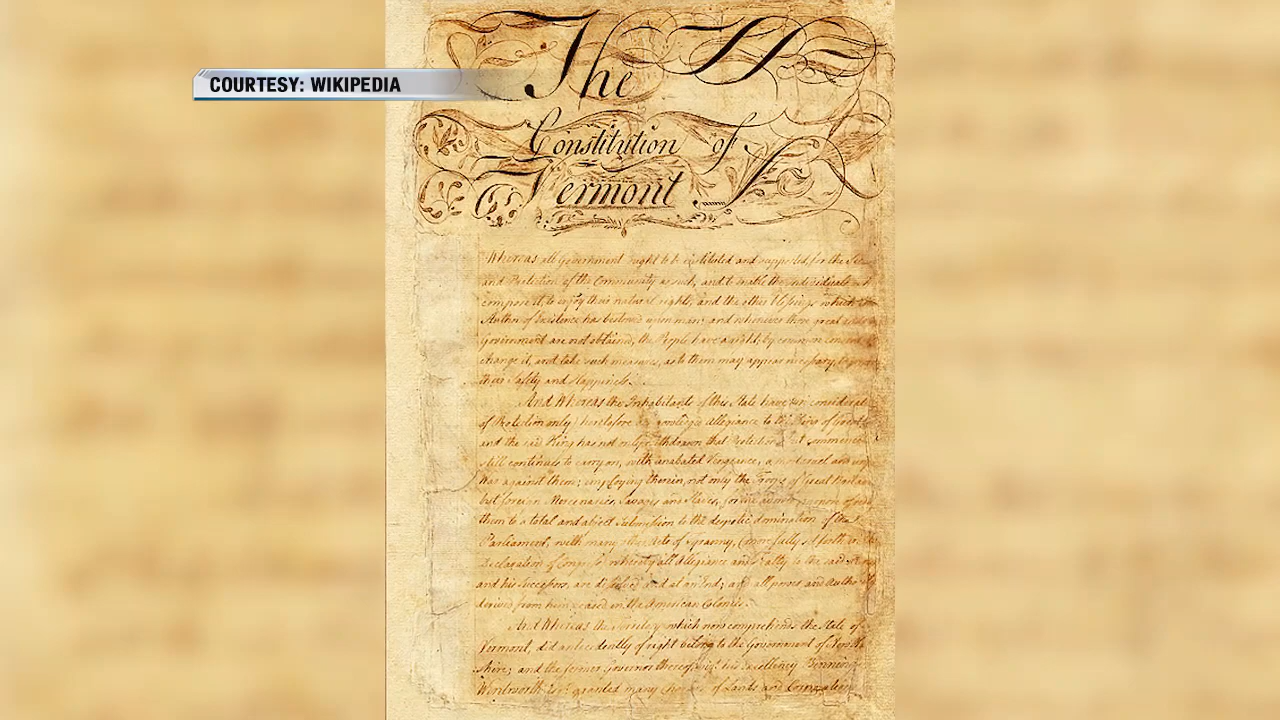 COURTESY: WIKIPEDIA
The
Constitution of
Vermont
Whereas all Government ought to be instituted and supported, for the
and Protection of the Community as such, and to enable the individuals
compose it, to enjoy their natural rights, and the other Blessings which the
Author of Existence has bestowed upon man; and whenever those great
Government are not obtained, the People have a right, by common consent
change it, and take such measures, as to them may appear necessary to
their Safety and Happiness.
And Whereas the Inhabitants of this State have in
of Protection only heretofore acknowledged Allegiance to the King of Great
and the said King has not only withdrawn that Protection but
still continues to carry on, with unabated Vengeance, a most cruel and
War against them; employing therein, not only the Troops of Great Britain
but foreign Mercenaries, Savages and Slaves, for the
them to a total and abject Submission to the despotic domination of the
Parliament, with many other Acts of Tyranny, (more fully set forth in the
Declaration of Congress) whereby all Allegiance and Fealty to the said King
and his Successors, are dissolved and at an End; and all power and
derived from him ceased in the American Colonies.
And Whereas the Territory which now comprehends the State of
Vermont, did antecedently of right belong to the Government of
shire; and the former Governor thereof, viz. his Excellency Benning
Wentworth Esqr. granted many Charters of Lands and